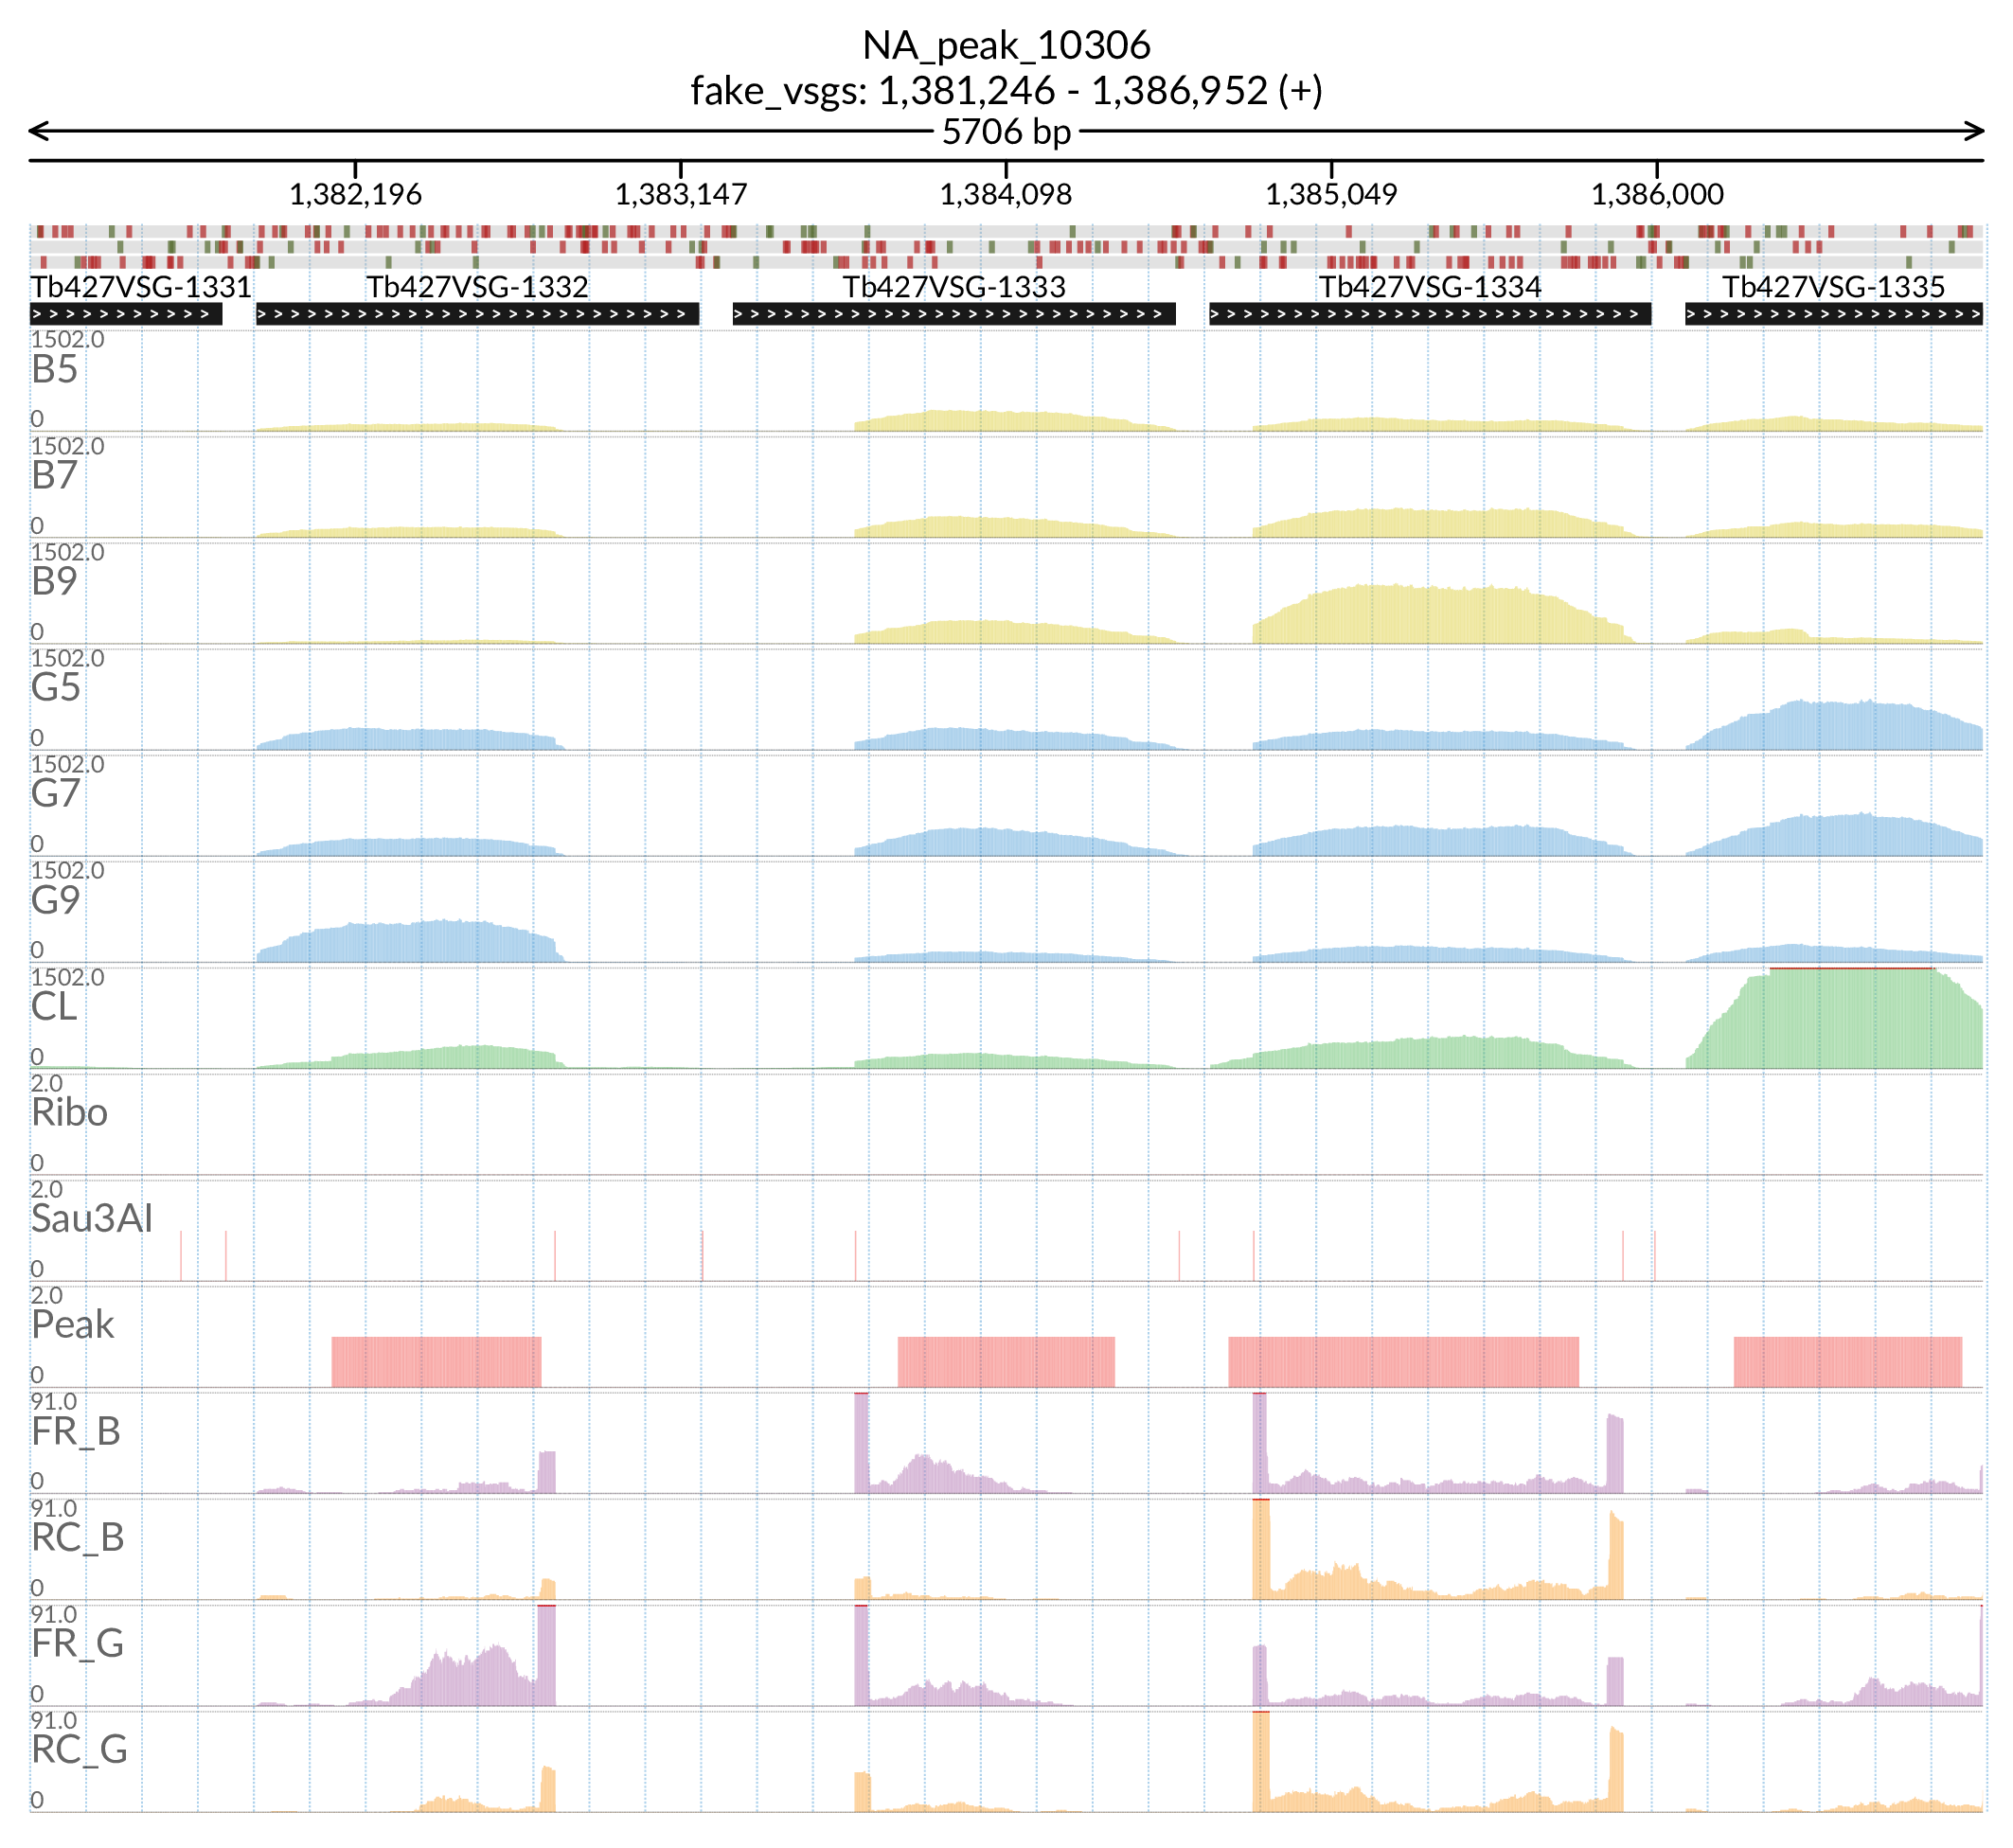 NA_peak_10306
fake_vsgs: 1,381,246 - 1,386,952 (+)
5706 bp
1,382,196 1,383,147 1,384,098 1,385,049 1,386,000
Tb427VSG-1331 Tb427VSG-1332 Tb427VSG-1333 Tb427VSG-1334 Tb427VSG-1335
1502.0
B5
0
1502.0
B7
0
1502.0
B9
0
1502.0
G5
0
1502.0
G7
0
1502.0
G9
0
1502.0
CL
0
2.0
Ribo
0
2.0
Sau3AI
0
2.0
Peak
0
91.0
FR_B
0
91.0
RC_B
0
91.0
FR_G
0
91.0
RC_G
0